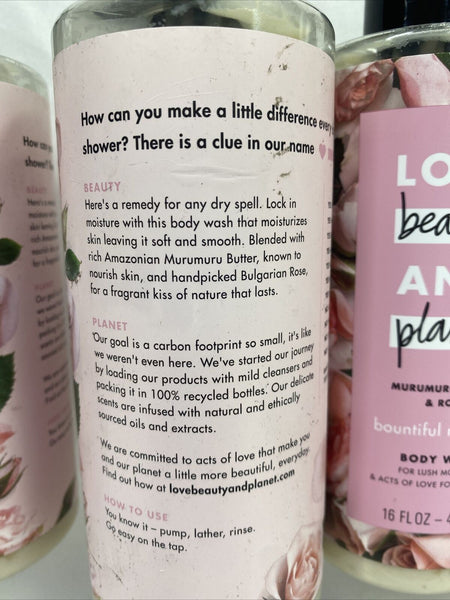 How can you make a little difference every
shower? There is a clue in our name
BEAUTY
Here's a remedy for any dry spell. Lock in
moisture with this body wash that moisturizes
skin leaving it soft and smooth. Blended with
rich Amazonian Murumuru Butter, known to
nourish skin, and handpicked Bulgarian Rose,
for a fragrant kiss of nature that lasts.
PLANET
Our goal is a carbon footprint so small, it's like
we weren't even here. We've started our journey
by loading our products with mild cleansers and
packing it in 100% recycled bottles. Our delicate
scents are infused with natural and ethically
sourced oils and extracts.
We are committed to acts of love that make you
and our planet a little more beautiful, everyday.
Find out how at lovebeautyandplanet.com
HOW TO USE
You know it – pump, lather, rinse.
Go easy on the tap.
LO
bea
AN
pla
MURUMUR
& RO
bountiful
BODY W
FOR LUSH M
& ACTS OF LOVE FO
16 FL OZ – 4
How ca
shower?
BEAUTY